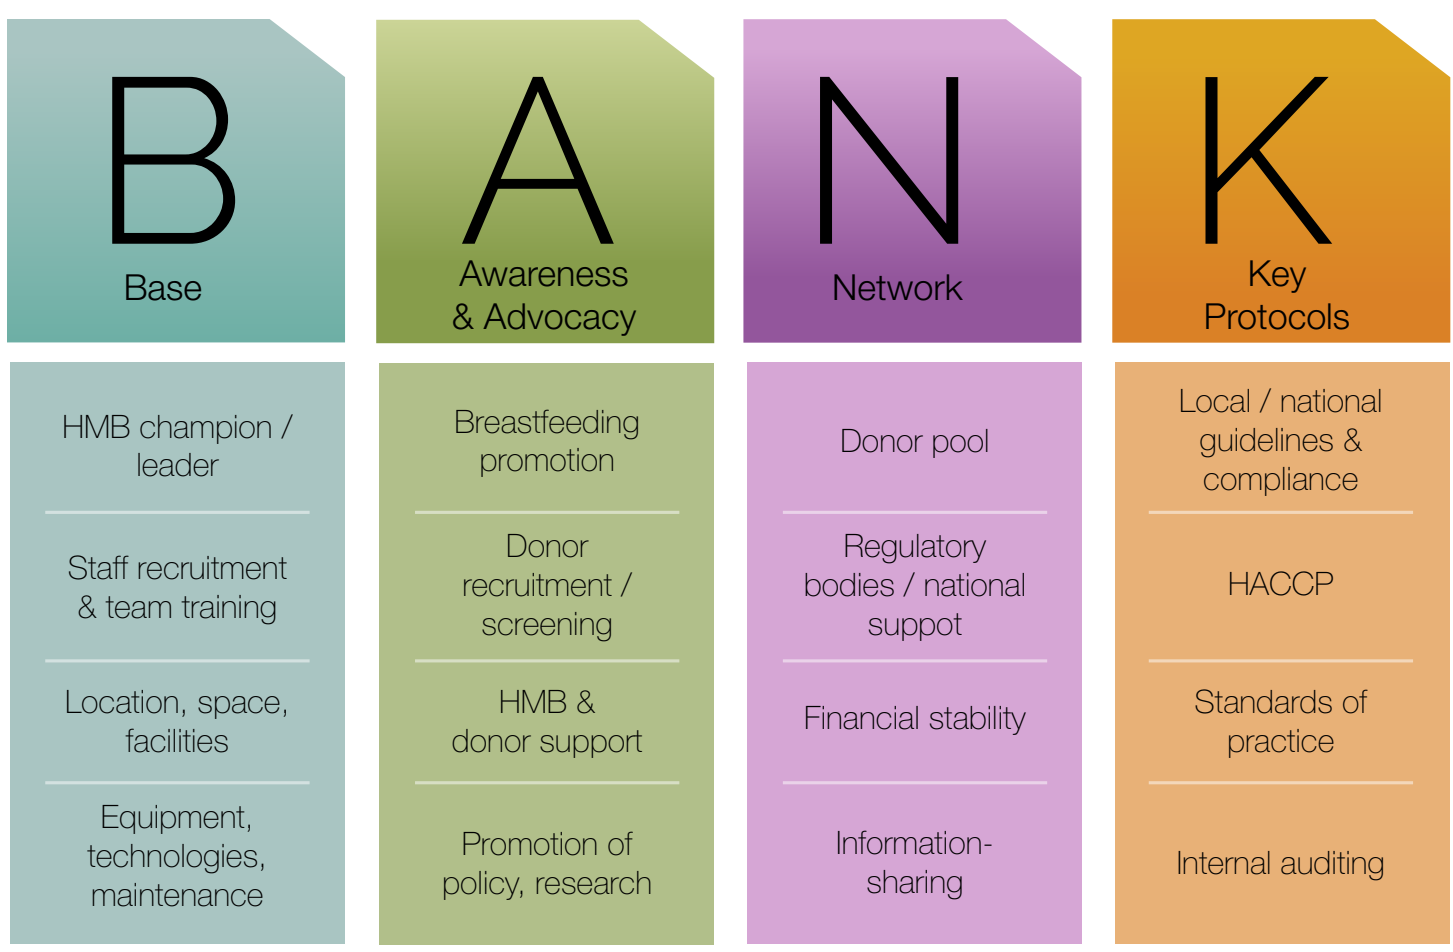 B
Base
HMB champion /
leader
Staff recruitment
& team training
Location, space,
facilities
Equipment,
technologies,
maintenance
A
Awareness
& Advocacy
Breastfeeding
promotion
Donor
recruitment /
screening
HMB &
donor support
Promotion of
policy, research
N
Network
Donor pool
Regulatory
bodies / national
suppot
Financial stability
Information-
sharing
K
Key
Protocols
Local / national
guidelines &
compliance
HACCP
Standards of
practice
Internal auditing